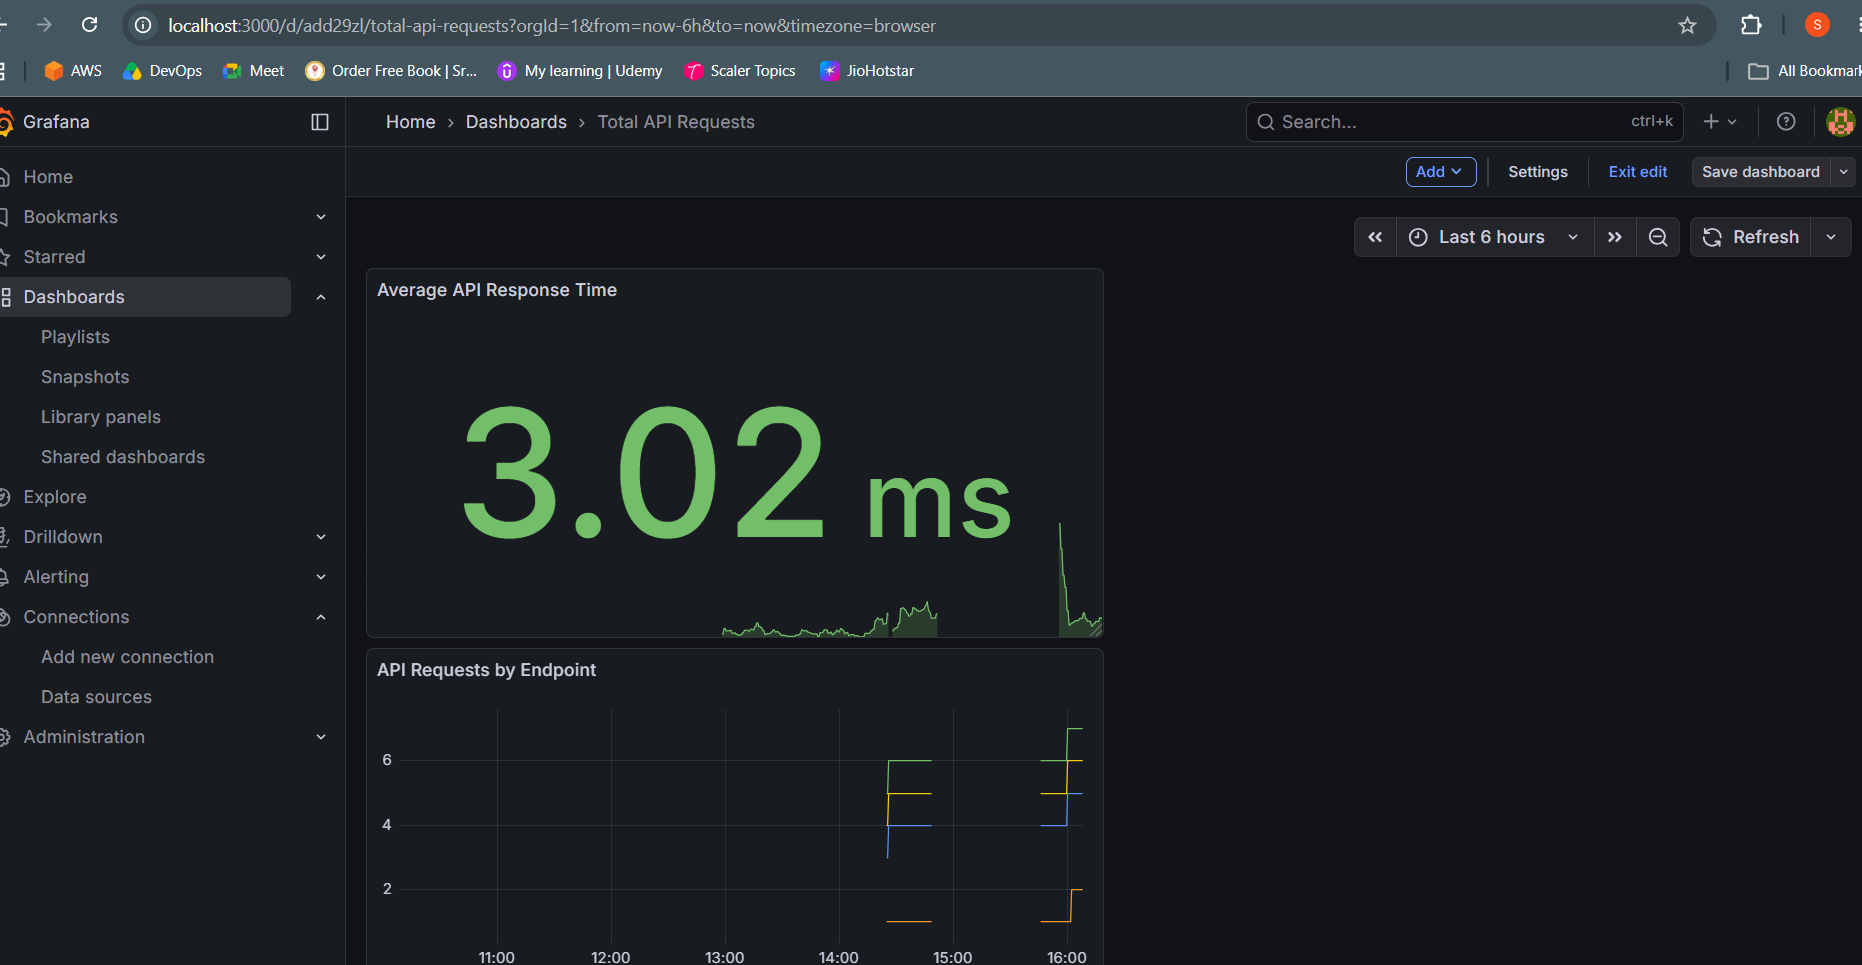 localhost:3000/d/add29zl/total-api-requests?orgId=1&from=now-6h&to=now&timezone=browser
S
AWS DevOps Meet Order Free Book | Sr... My learning | Udemy Scaler Topics JioHotstar
Grafana
Home › Dashboards › Total API Requests
Search... ctrl+k
Add Settings Exit edit Save dashboard
Home
Bookmarks
Starred
Dashboards
Playlists
Snapshots
Library panels
Shared dashboards
Explore
Drilldown
Alerting
Connections
Add new connection
Data sources
Administration
Last 6 hours Refresh
Average API Response Time
3.02 ms
API Requests by Endpoint
6
4
2
11:00 12:00 13:00 14:00 15:00 16:00